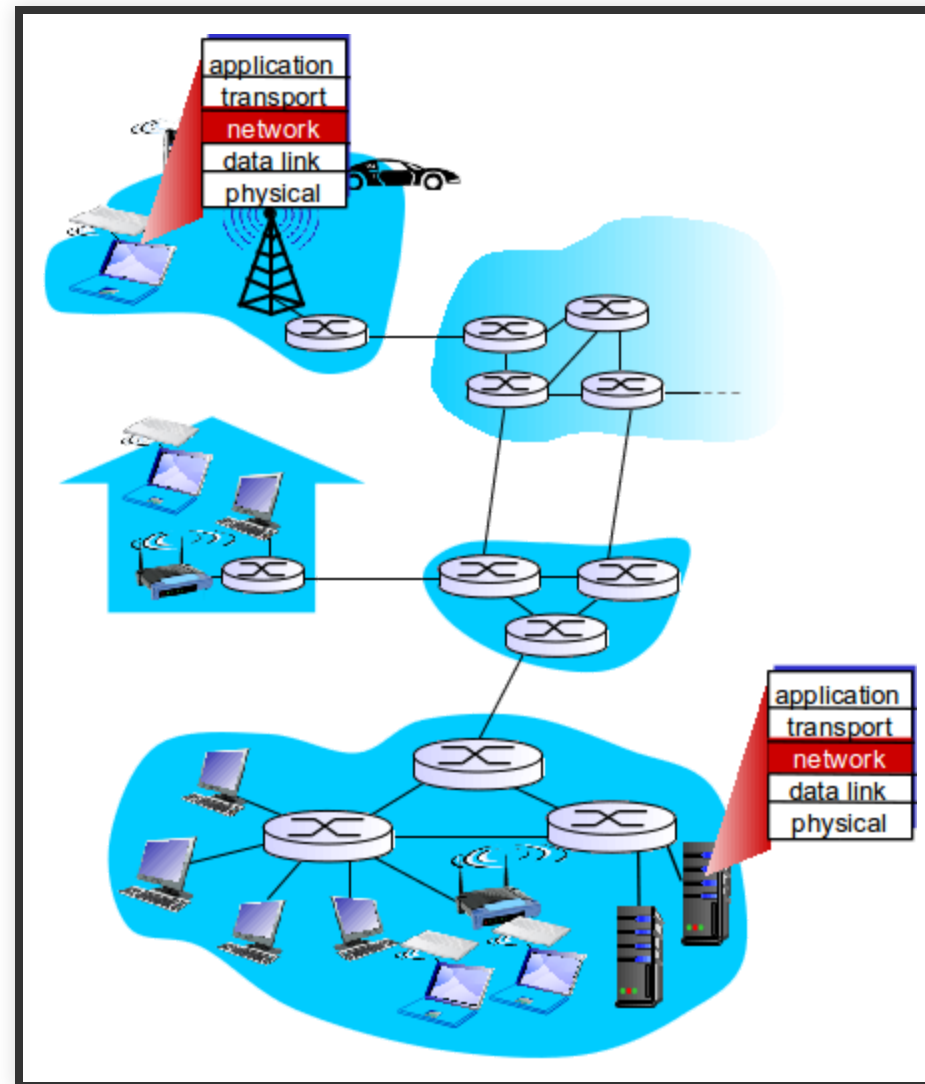 application
transport
network
data link
physical
application
transport
network
data link
physical